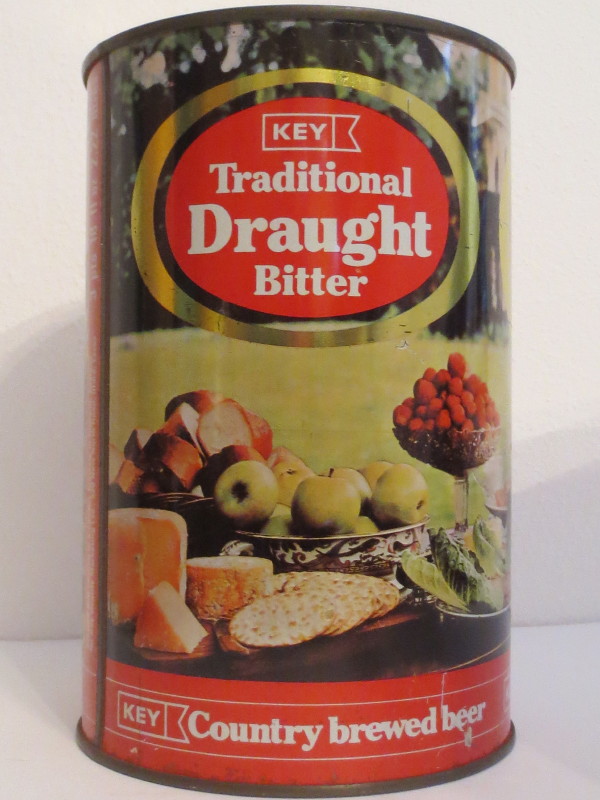 KEY
Traditional
Draught
Bitter
KEY Country brewed beer